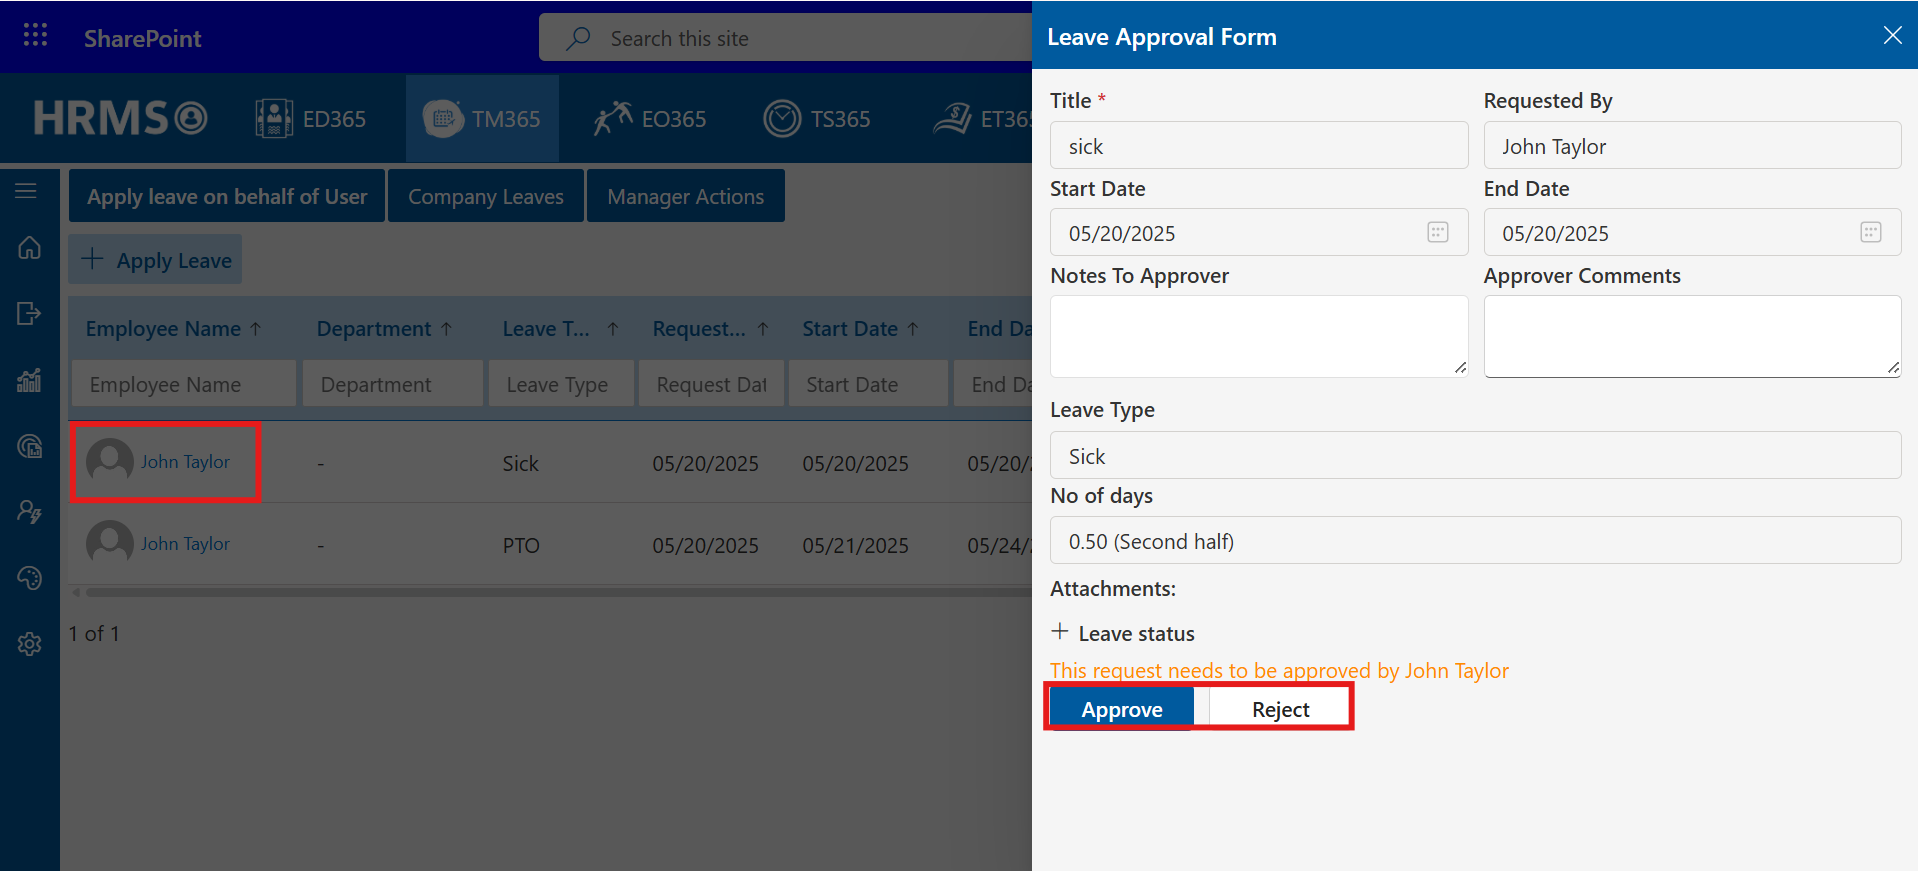 SharePoint
Search this site
HRMS
ED365
TM365
EO365
TS365
ET365
Apply leave on behalf of User
Company Leaves
Manager Actions
Apply Leave
Employee Name ↑ Department ↑ Leave T... ↑ Request... ↑ Start Date ↑ End Da
Employee Name Department Leave Type Request Dat Start Date End Da
John Taylor - Sick 05/20/2025 05/20/2025 05/20/
John Taylor - PTO 05/20/2025 05/21/2025 05/24/
1 of 1
Leave Approval Form
Title * Requested By
sick John Taylor
Start Date End Date
05/20/2025 05/20/2025
Notes To Approver Approver Comments
Leave Type
Sick
No of days
0.50 (Second half)
Attachments:
+ Leave status
This request needs to be approved by John Taylor
Approve Reject